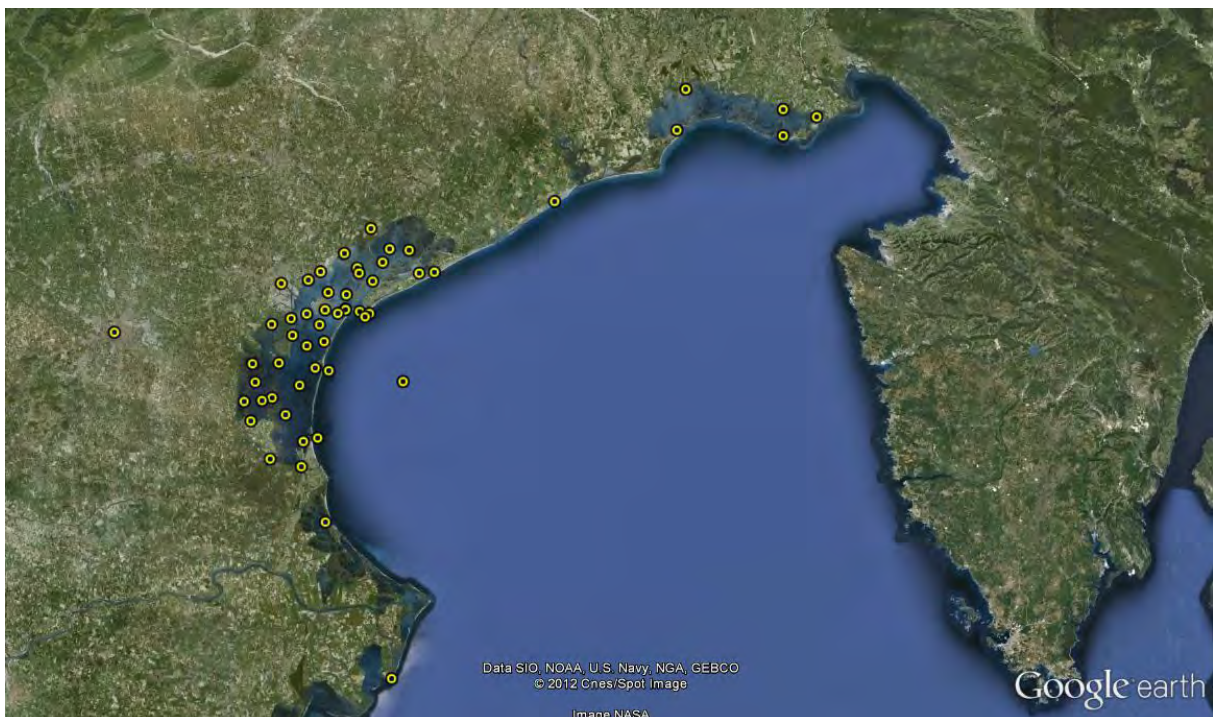 Data SIO, NOAA, U.S. Navy, NGA, GEBCO
© 2012 Cnes/Spot Image
Image NASA
Google earth